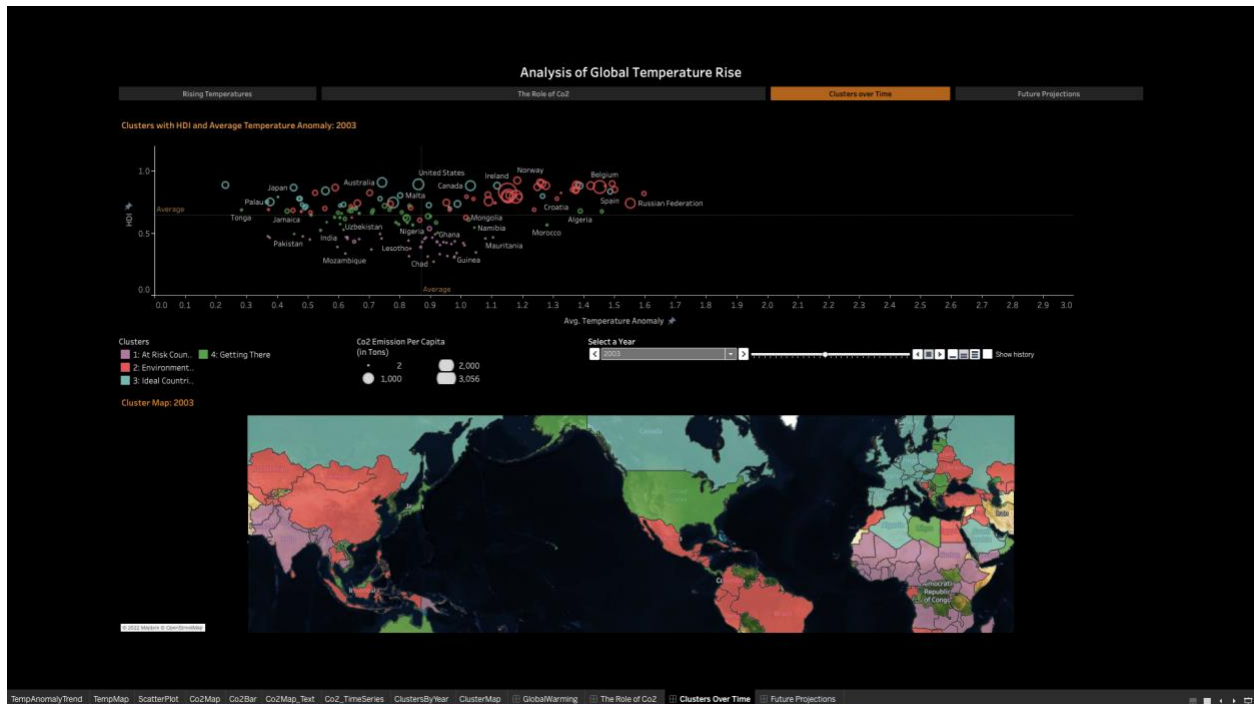 Analysis of Global Temperature Rise
Rising Temperatures
The Role of Co2
Clusters over Time
Future Projections
Clusters with HDI and Average Temperature Anomaly: 2003
HDI
1.0
0.5
0.0
Average
Average
Japan
Australia
United States
Canada
Ireland
Norway
Belgium
Palau
Malta
Spain
Russian Federation
Croatia
Tonga
Jamaica
Mongolia
Algeria
Uzbekistan
Nigeria
Namibia
India
Ghana
Morocco
Pakistan
Lesotho
Mauritania
Mozambique
Chad
Guinea
0.0 0.1 0.2 0.3 0.4 0.5 0.6 0.7 0.8 0.9 1.0 1.1 1.2 1.3 1.4 1.5 1.6 1.7 1.8 1.9 2.0 2.1 2.2 2.3 2.4 2.5 2.6 2.7 2.8 2.9 3.0
Avg. Temperature Anomaly
Clusters
1: At Risk Coun..
4: Getting There
2: Environment..
3: Ideal Countri..
Co2 Emission Per Capita
(in Tons)
2
2,000
1,000
3,056
Select a Year
2003
Show history
Cluster Map: 2003
Canada
Iran
Democratic
Republic
of Congo
© 2022 Mapbox © OpenStreetMap
TempAnomalyTrend TempMap ScatterPlot Co2Map Co2Bar Co2Map_Text Co2_TimeSeries ClustersByYear ClusterMap GlobalWarming The Role of Co2 Clusters Over Time Future Projections